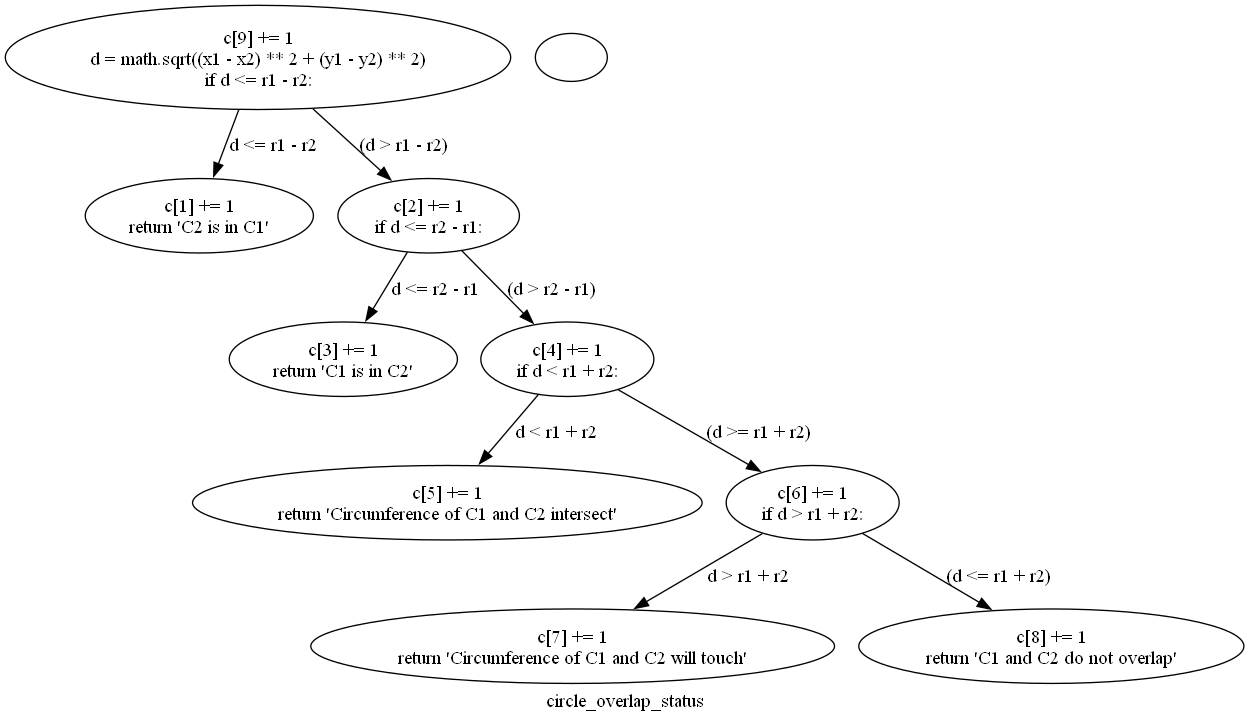 c[9] += 1
d = math.sqrt((x1 - x2) ** 2 + (y1 - y2) ** 2)
if d <= r1 - r2:
d <= r1 - r2
(d > r1 - r2)
c[1] += 1
return 'C2 is in C1'
c[2] += 1
if d <= r2 - r1:
d <= r2 - r1
(d > r2 - r1)
c[3] += 1
return 'C1 is in C2'
c[4] += 1
if d < r1 + r2:
d < r1 + r2
(d >= r1 + r2)
c[5] += 1
return 'Circumference of C1 and C2 intersect'
c[6] += 1
if d > r1 + r2:
d > r1 + r2
(d <= r1 + r2)
c[7] += 1
return 'Circumference of C1 and C2 will touch'
c[8] += 1
return 'C1 and C2 do not overlap'
circle_overlap_status